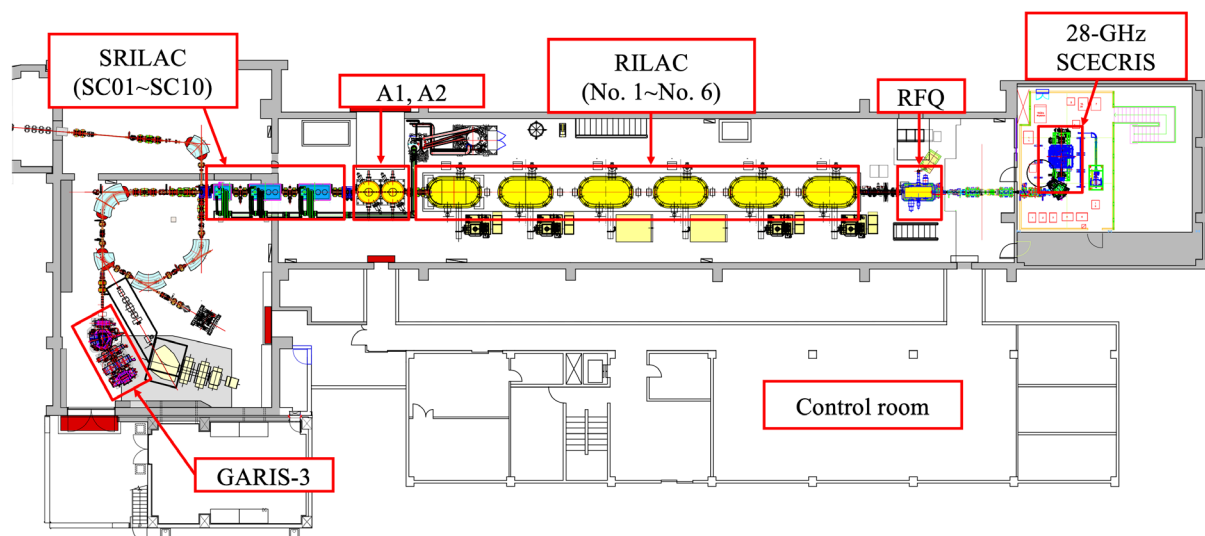 SRILAC
(SC01~SC10)
A1, A2
RILAC
(No. 1~No. 6)
RFQ
28-GHz
SCECRIS
Control room
GARIS-3